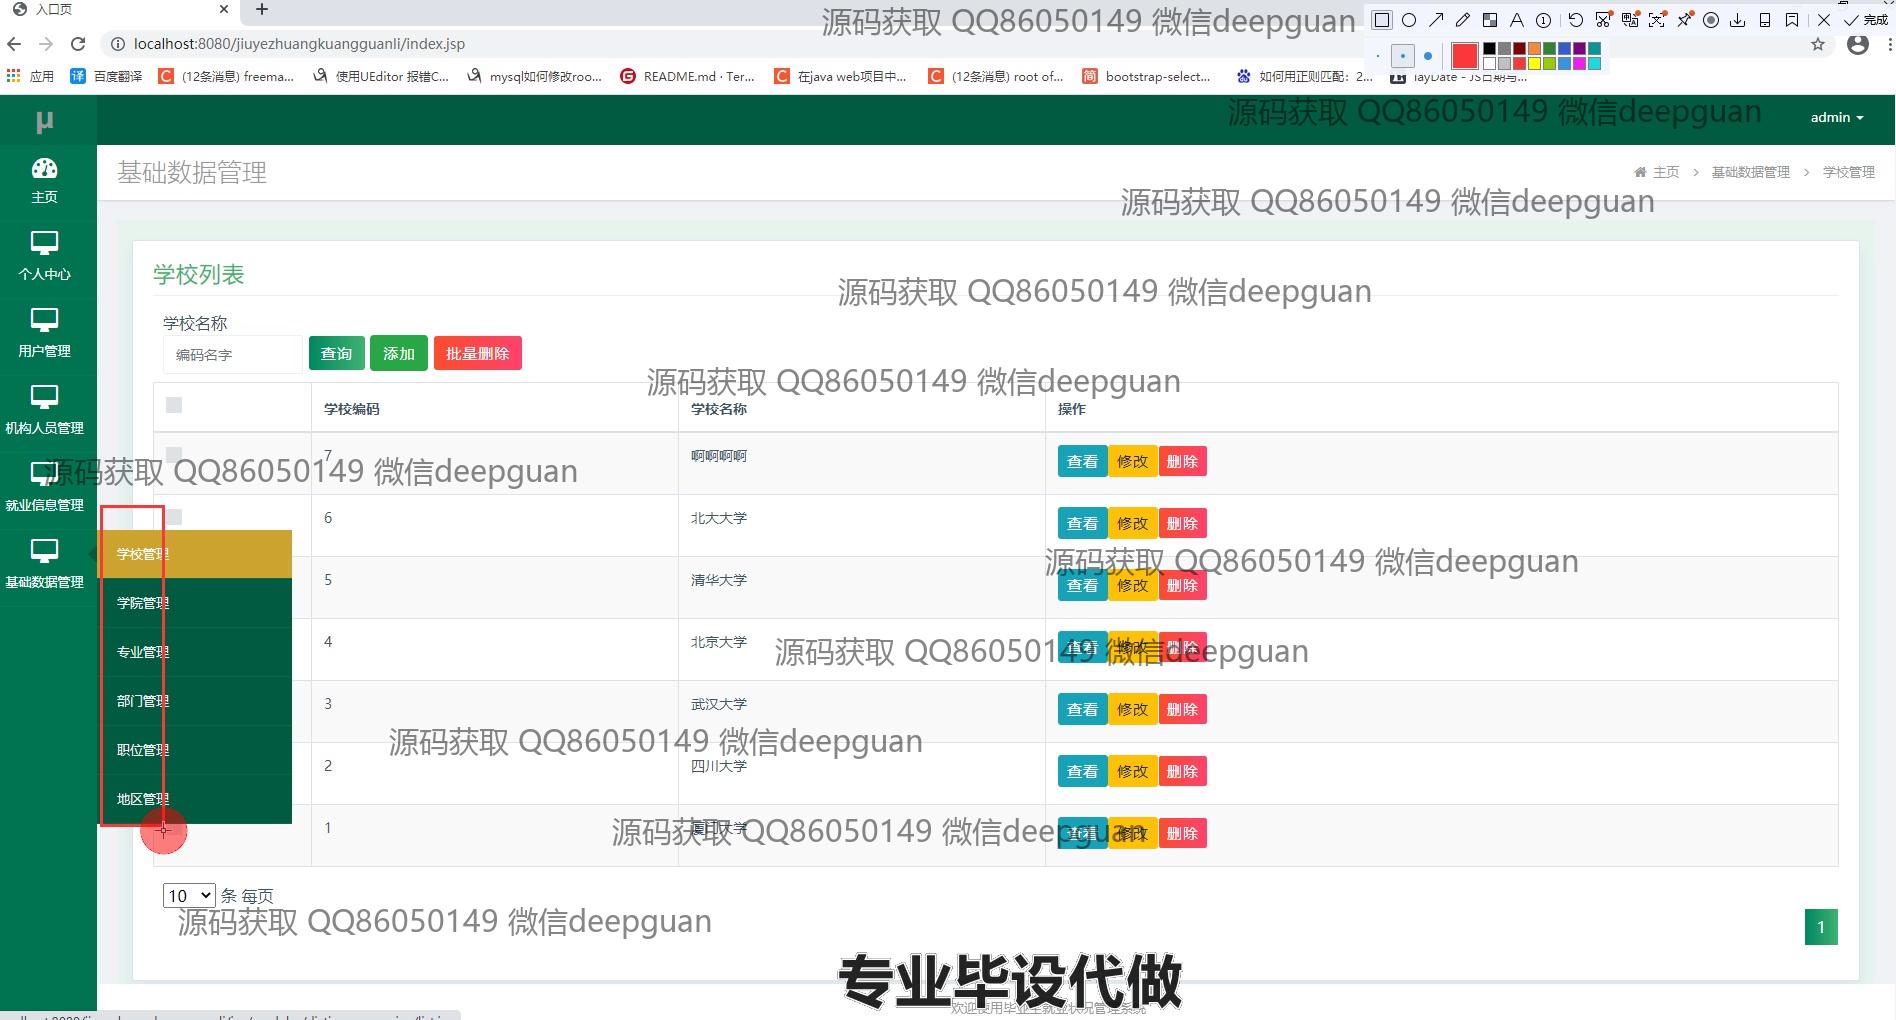 入口页
源码获取 QQ86050149 微信deepguan
完成
localhost:8080/jiuyezhuangkuangguanli/index.jsp
应用
百度翻译
(12条消息) freema...
使用UEditor 报错C...
mysql如何修改roo...
README.md · Ter...
在java web项目中...
(12条消息) root of...
bootstrap-select...
如何用正则匹配：2...
源码获取 QQ86050149 微信deepguan
μ
admin
主页
基础数据管理
主页 > 基础数据管理 > 学校管理
源码获取 QQ86050149 微信deepguan
个人中心
用户管理
机构人员管理
就业信息管理
基础数据管理
学校列表
源码获取 QQ86050149 微信deepguan
学校名称
编码名字
查询
添加
批量删除
源码获取 QQ86050149 微信deepguan
学校编码
学校名称
操作
7
啊啊啊啊
查看 修改 删除
源码获取 QQ86050149 微信deepguan
6
北大大学
查看 修改 删除
源码获取 QQ86050149 微信deepguan
5
清华大学
查看 修改 删除
4
北京大学
查看 修改 删除
源码获取 QQ86050149 微信deepguan
3
武汉大学
查看 修改 删除
源码获取 QQ86050149 微信deepguan
2
四川大学
查看 修改 删除
1
厦门大学
查看 修改 删除
源码获取 QQ86050149 微信deepguan
学校管理
学院管理
专业管理
部门管理
职位管理
地区管理
10 条 每页
源码获取 QQ86050149 微信deepguan
1
专业毕设代做
欢迎使用毕业生就业状况管理系统